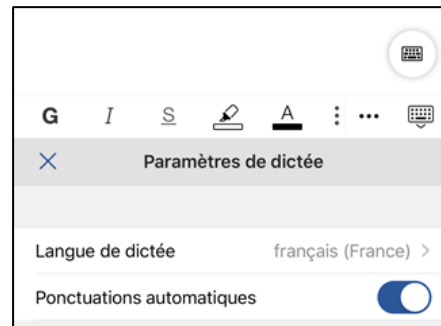 G I S A
Paramètres de dictée
Langue de dictée français (France) >
Ponctuations automatiques